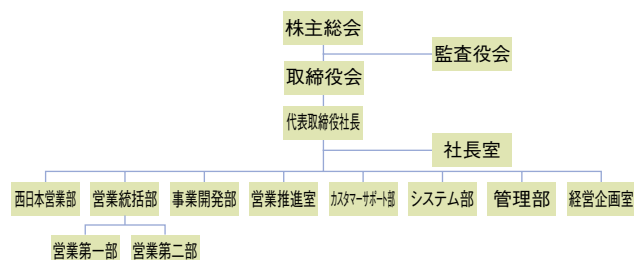 株主総会
監査役会
取締役会
代表取締役社長
社長室
西日本営業部
営業統括部
事業開発部
営業推進室
カスタマーサポート部
システム部
管理部
経営企画室
営業第一部
営業第二部